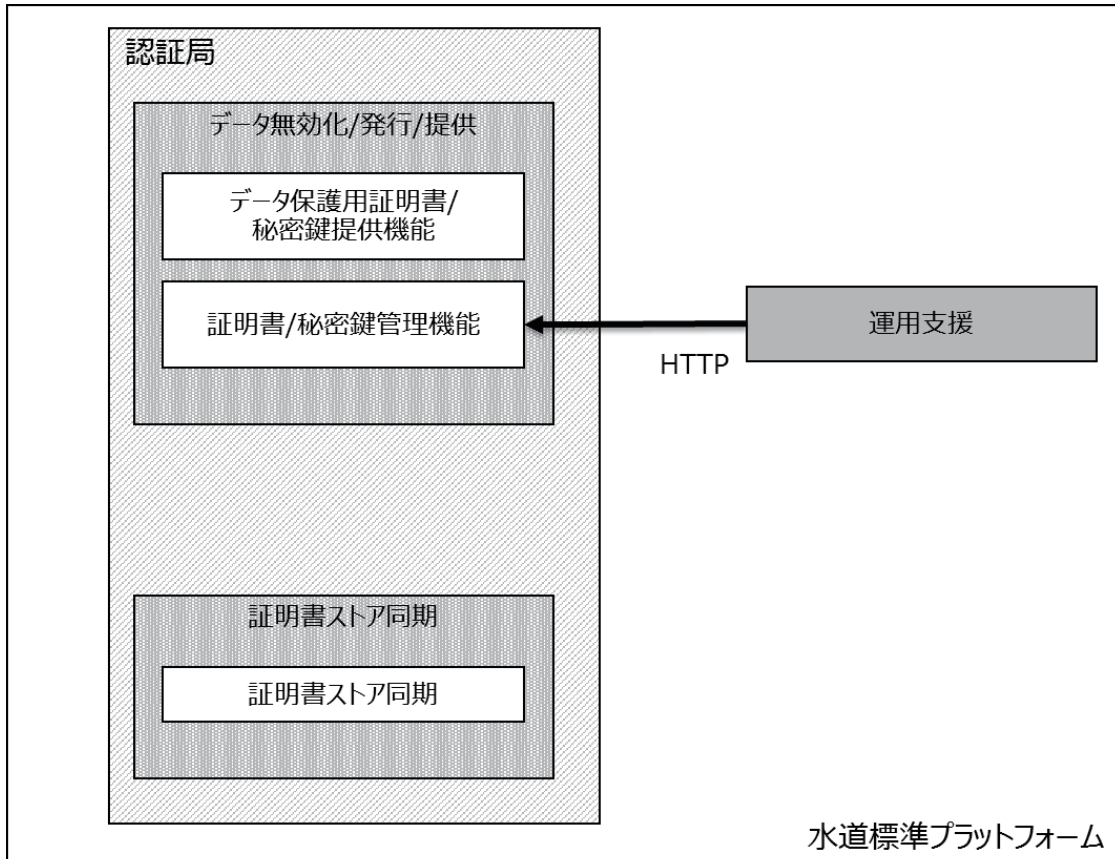 認証局
データ無効化/発行/提供
データ保護用証明書/
秘密鍵提供機能
証明書/秘密鍵管理機能
運用支援
HTTP
証明書ストア同期
証明書ストア同期
水道標準プラットフォーム